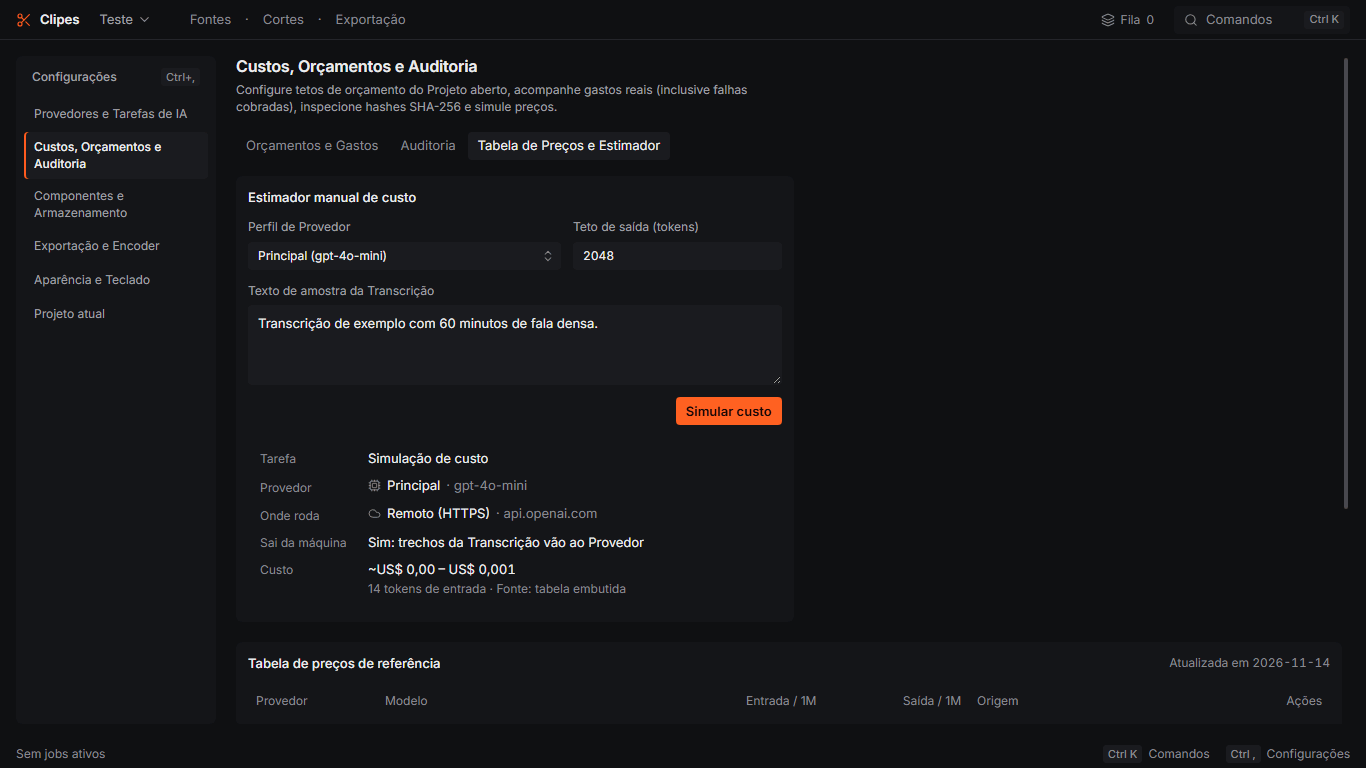 Clipes Teste Fontes · Cortes · Exportação Fila 0 Comandos Ctrl K
Configurações Ctrl+,
Provedores e Tarefas de IA
Custos, Orçamentos e
Auditoria
Componentes e
Armazenamento
Exportação e Encoder
Aparência e Teclado
Projeto atual
Custos, Orçamentos e Auditoria
Configure tetos de orçamento do Projeto aberto, acompanhe gastos reais (inclusive falhas
cobradas), inspecione hashes SHA-256 e simule preços.
Orçamentos e Gastos Auditoria Tabela de Preços e Estimador
Estimador manual de custo
Perfil de Provedor Teto de saída (tokens)
Principal (gpt-4o-mini) 2048
Texto de amostra da Transcrição
Transcrição de exemplo com 60 minutos de fala densa.
Simular custo
Tarefa Simulação de custo
Provedor Principal · gpt-4o-mini
Onde roda Remoto (HTTPS) · api.openai.com
Sai da máquina Sim: trechos da Transcrição vão ao Provedor
Custo ~US$ 0,00 – US$ 0,001
14 tokens de entrada · Fonte: tabela embutida
Tabela de preços de referência Atualizada em 2026-11-14
Provedor Modelo Entrada / 1M Saída / 1M Origem Ações
Sem jobs ativos Ctrl K Comandos Ctrl , Configurações